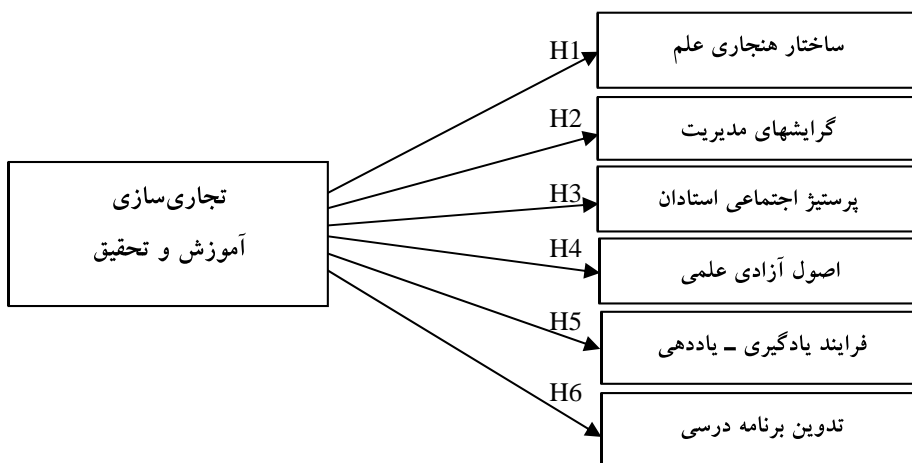 تجاری‌سازی
آموزش و تحقیق
H1
ساختار هنجاری علم
H2
گرایشهای مدیریت
H3
پرستیژ اجتماعی استادان
H4
اصول آزادی علمی
H5
فرایند یادگیری ـ یاددهی
H6
تدوین برنامه درسی